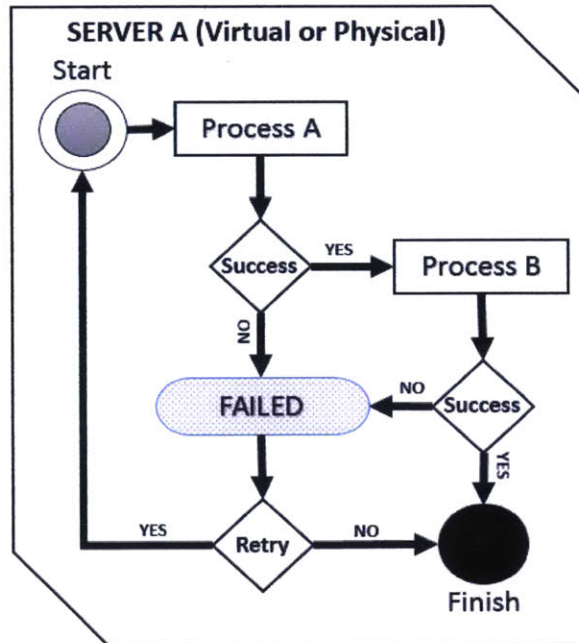 SERVER A (Virtual or Physical)
Start
Process A
Success
YES
Process B
NO
FAILED
NO
Success
YES
YES
Retry
NO
Finish